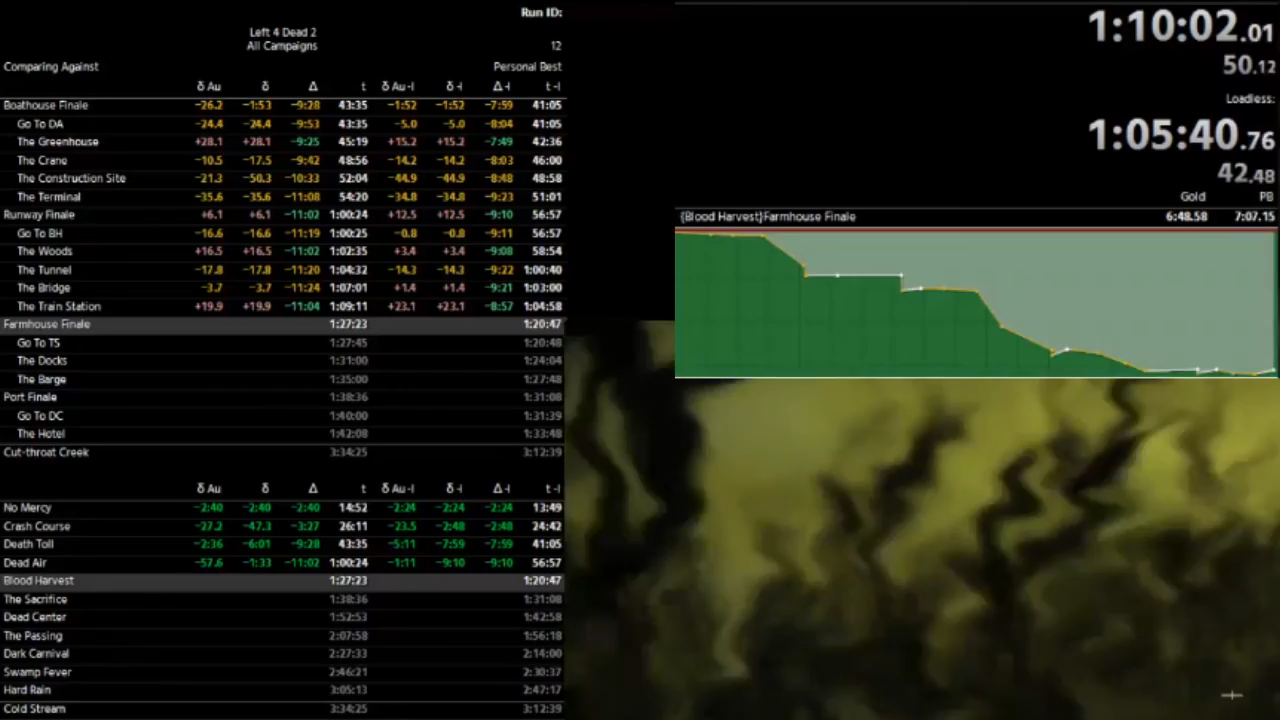 Run ID:
Left 4 Dead 2
All Campaigns 12
Comparing Against Personal Best
δ Au δ Δ t δ Au -l δ -l Δ -l t -l
Boathouse Finale −26.2 −1:53 −9:28 43:35 −1:52 −1:52 −7:59 41:05
Go To DA −24.4 −24.4 −9:53 43:35 −5.0 −5.0 −8:04 41:05
The Greenhouse +28.1 +28.1 −9:25 45:19 +15.2 +15.2 −7:49 42:36
The Crane −10.5 −17.5 −9:42 48:56 −14.2 −14.2 −8:03 46:00
The Construction Site −21.3 −50.3 −10:33 52:04 −44.9 −44.9 −8:48 48:58
The Terminal −35.6 −35.6 −11:08 54:20 −34.8 −34.8 −9:23 51:01
Runway Finale +6.1 +6.1 −11:02 1:00:24 +12.5 +12.5 −9:10 56:57
Go To BH −16.6 −16.6 −11:19 1:00:25 −0.8 −0.8 −9:11 56:57
The Woods +16.5 +16.5 −11:02 1:02:35 +3.4 +3.4 −9:08 58:54
The Tunnel −17.8 −17.8 −11:20 1:04:32 −14.3 −14.3 −9:22 1:00:40
The Bridge −3.7 −3.7 −11:24 1:07:01 +1.4 +1.4 −9:21 1:03:00
The Train Station +19.9 +19.9 −11:04 1:09:11 +23.1 +23.1 −8:57 1:04:58
Farmhouse Finale 1:27:23 1:20:47
Go To TS 1:27:45 1:20:48
The Docks 1:31:00 1:24:04
The Barge 1:35:00 1:27:48
Port Finale 1:38:36 1:31:08
Go To DC 1:40:00 1:31:39
The Hotel 1:42:08 1:33:48
Cut-throat Creek 3:34:25 3:12:39
δ Au δ Δ t δ Au -l δ -l Δ -l t -l
No Mercy −2:40 −2:40 −2:40 14:52 −2:24 −2:24 −2:24 13:49
Crash Course −27.2 −47.3 −3:27 26:11 −23.5 −2:48 −2:48 24:42
Death Toll −2:36 −6:01 −9:28 43:35 −5:11 −7:59 −7:59 41:05
Dead Air −57.6 −1:33 −11:02 1:00:24 −1:11 −9:10 −9:10 56:57
Blood Harvest 1:27:23 1:20:47
The Sacrifice 1:38:36 1:31:08
Dead Center 1:52:53 1:42:58
The Passing 2:07:58 1:56:18
Dark Carnival 2:27:33 2:14:00
Swamp Fever 2:46:21 2:30:37
Hard Rain 3:05:13 2:47:17
Cold Stream 3:34:25 3:12:39
1:10:02.01
50.12
Loadless:
1:05:40.76
42.48
Gold PB
{Blood Harvest}Farmhouse Finale 6:48.58 7:07.15